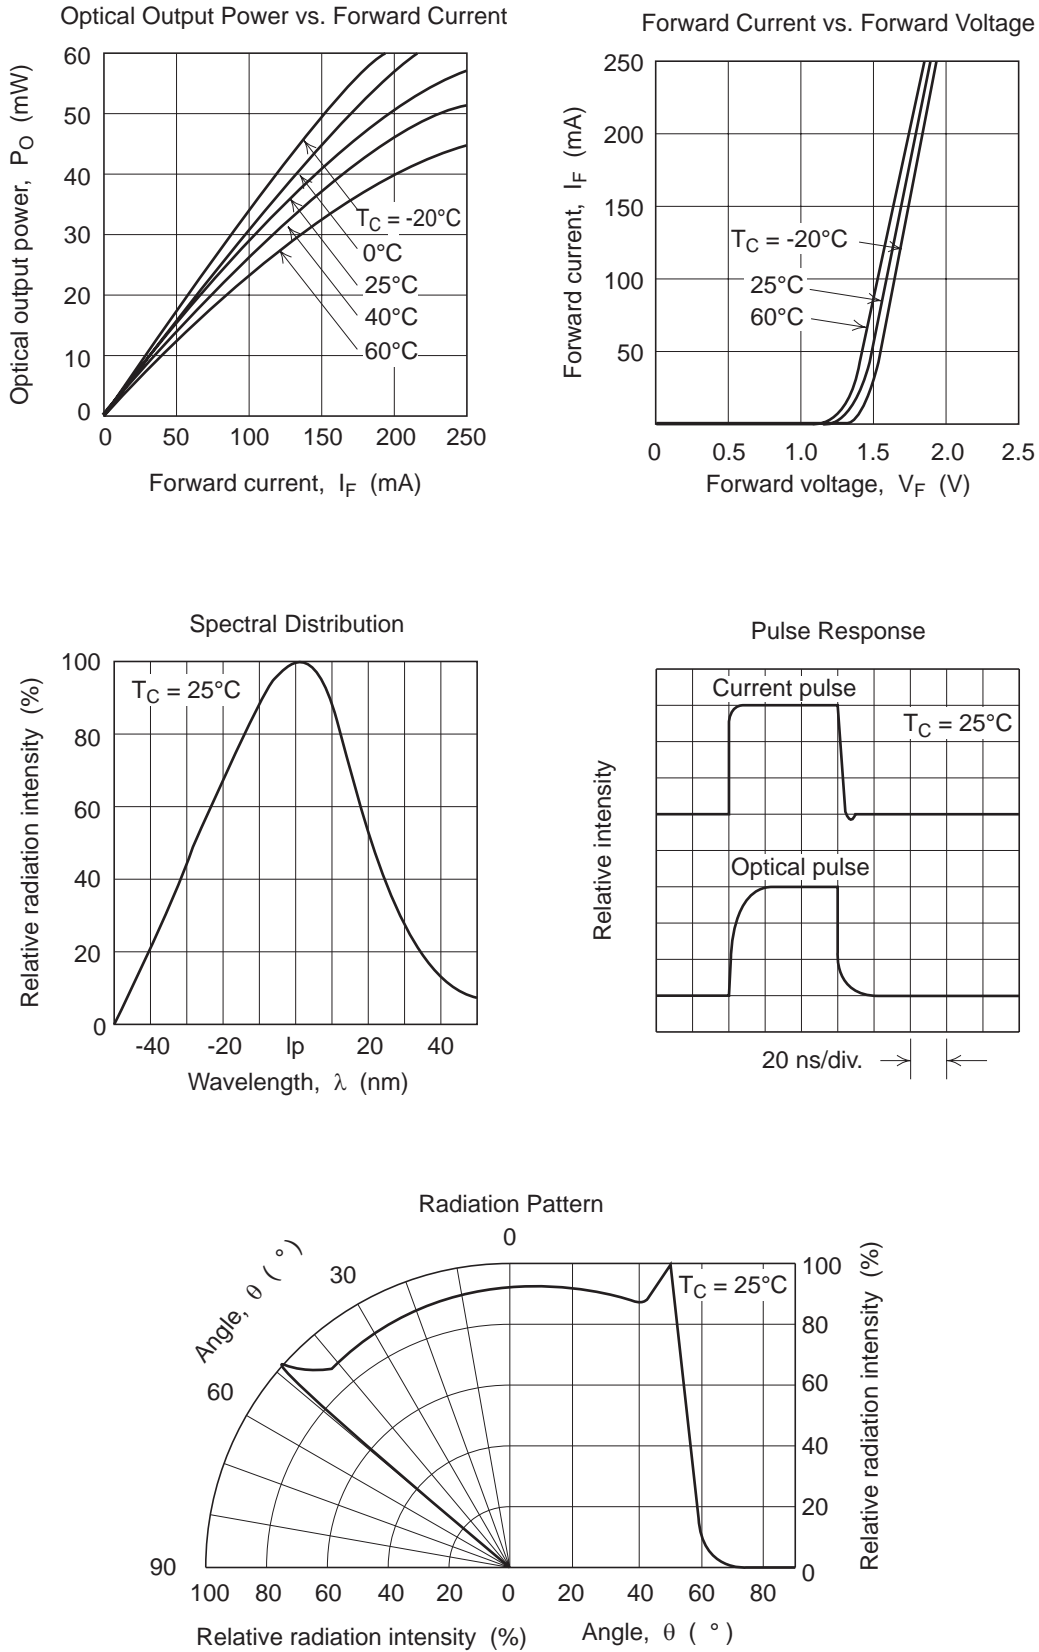 Optical Output Power vs. Forward Current
Optical output power, PO (mW)
60
50
40
30
20
10
0
TC = -20°C
0°C
25°C
40°C
60°C
0 50 100 150 200 250
Forward current, IF (mA)
Forward Current vs. Forward Voltage
Forward current, IF (mA)
250
200
150
100
50
TC = -20°C
25°C
60°C
0 0.5 1.0 1.5 2.0 2.5
Forward voltage, VF (V)
Spectral Distribution
Relative radiation intensity (%)
100
80
60
40
20
0
TC = 25°C
-40 -20 lp 20 40
Wavelength, λ (nm)
Pulse Response
Relative intensity
Current pulse
TC = 25°C
Optical pulse
20 ns/div.
Radiation Pattern
Angle, θ ( ° )
0
30
60
90
TC = 25°C
100
80
60
40
20
0
Relative radiation intensity (%)
100 80 60 40 20 0 20 40 60 80
Relative radiation intensity (%)
Angle, θ ( ° )